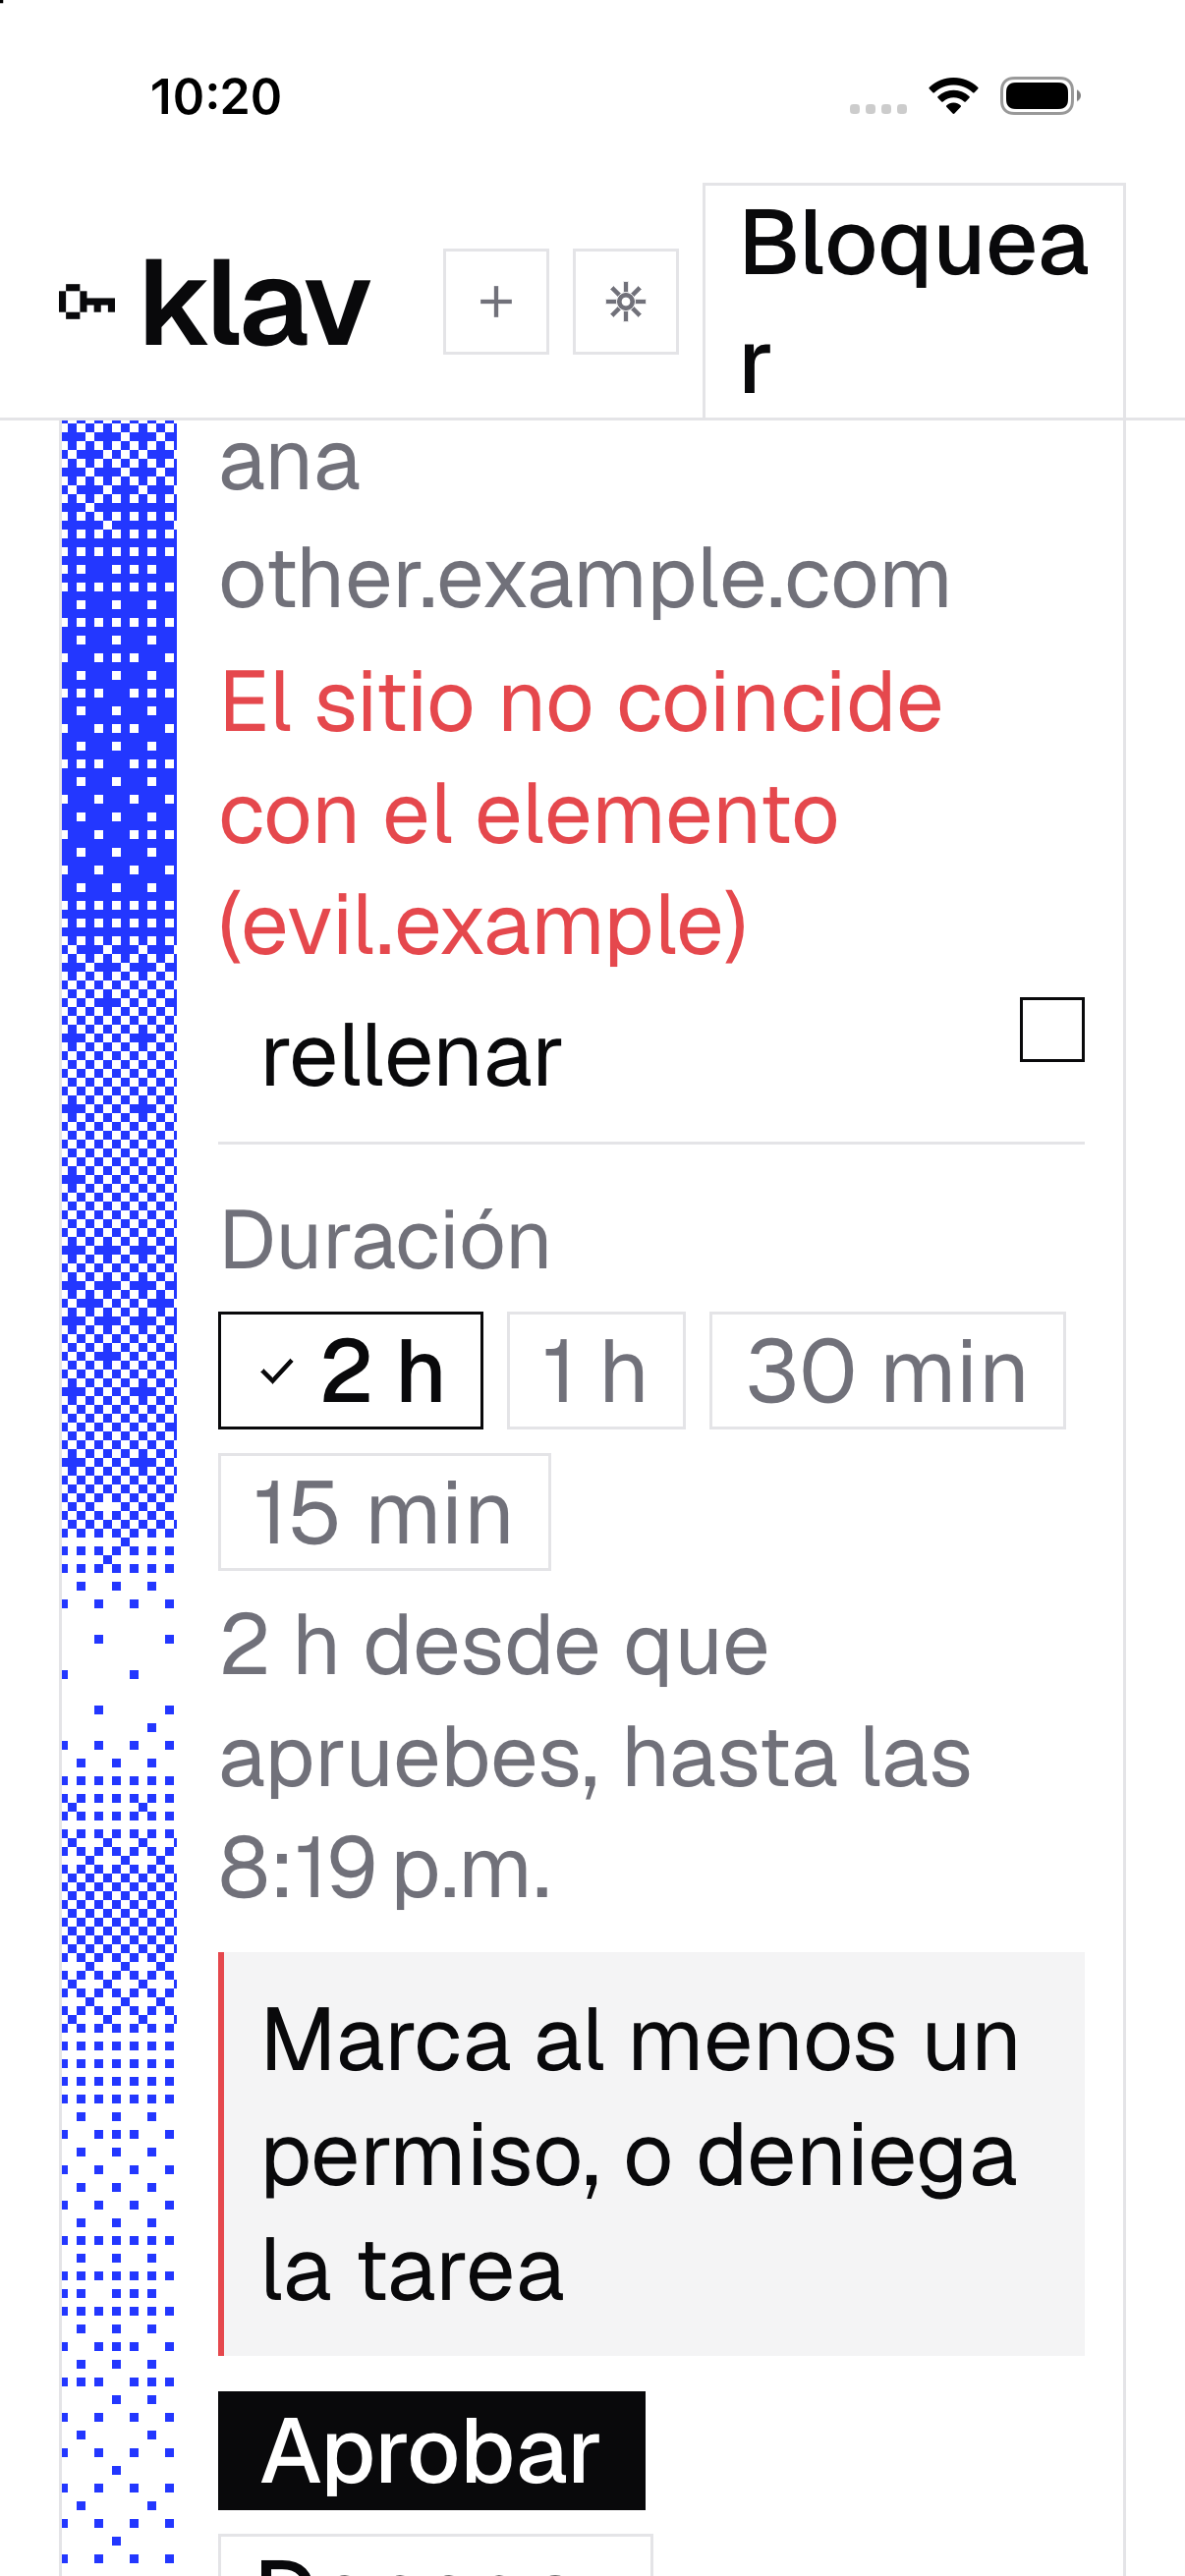 10:20
klav
Bloquea
r
ana
other.example.com
El sitio no coincide
con el elemento
(evil.example)
rellenar
Duración
2 h
1 h
30 min
15 min
2 h desde que
apruebes, hasta las
8:19 p.m.
Marca al menos un
permiso, o deniega
la tarea
Aprobar